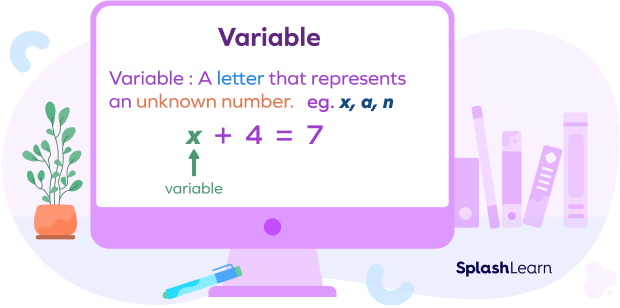 Variable
Variable : A letter that represents
an unknown number. eg. x, a, n
x + 4 = 7
variable
SplashLearn